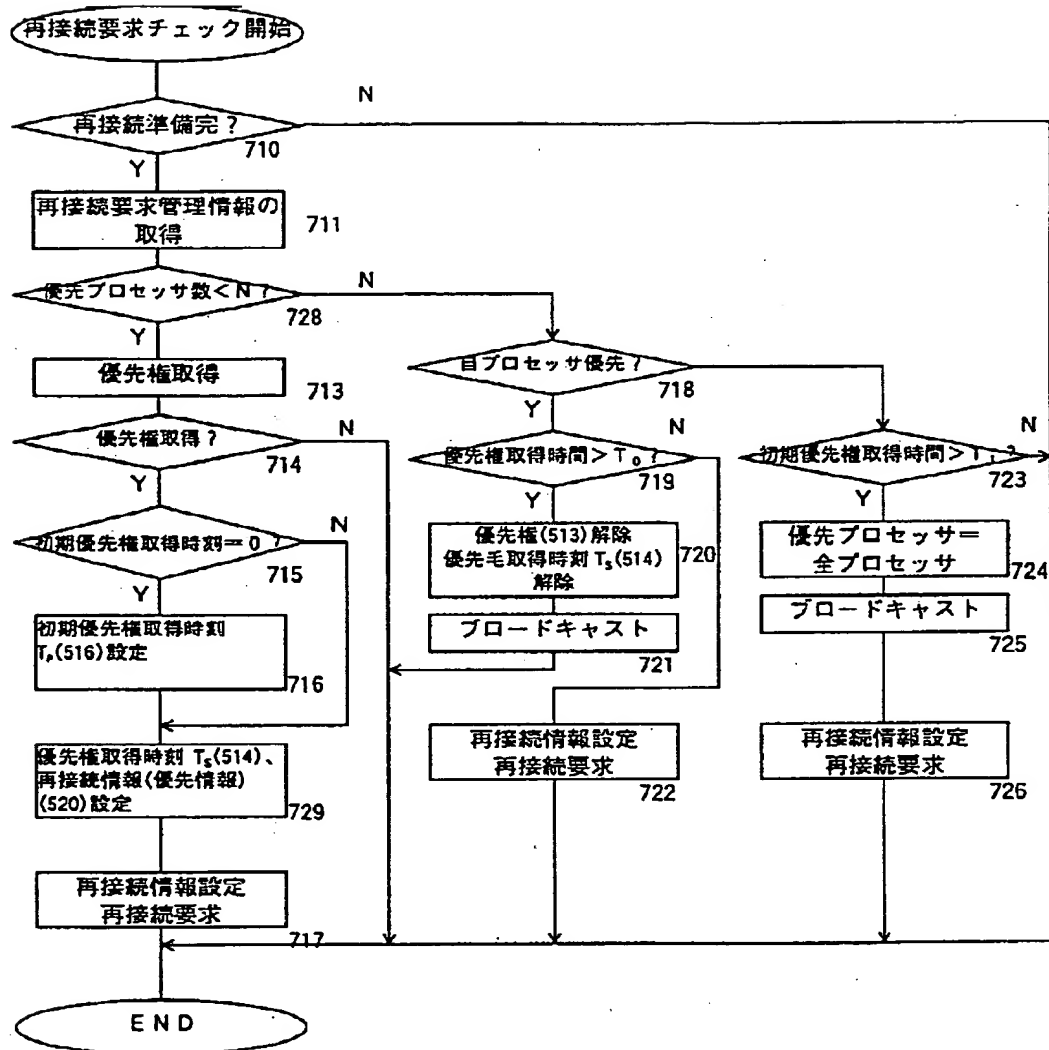 再接続要求チェック開始
N
再接続準備完？
710
Y
再接続要求管理情報の
取得
711
優先プロセッサ数＜N？
N
728
Y
優先権取得
713
優先権取得？
N
714
Y
初期優先権取得時刻＝0？
N
715
Y
初期優先権取得時刻
(516)設定
716
優先権取得時刻 Ts(514)、
再接続情報(優先情報)
(520)設定
729
再接続情報設定
再接続要求
717
END
自プロセッサ優先？
718
Y
N
優先権取得時間＞To？
719
Y
優先権(513)解除
優先毛取得時刻 Ts(514)
解除
720
ブロードキャスト
721
再接続情報設定
再接続要求
722
N
初期優先権取得時間＞
723
Y
優先プロセッサ＝
全プロセッサ
724
ブロードキャスト
725
再接続情報設定
再接続要求
726